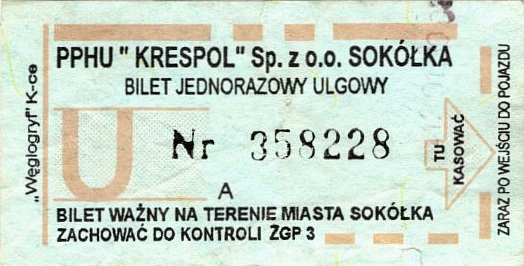 PPHU " KRESPOL" Sp. z o.o. SOKÓŁKA
BILET JEDNORAZOWY ULGOWY
„Węglogryf" K-ce
U
Nr 358228
A
BILET WAŻNY NA TERENIE MIASTA SOKÓŁKA
ZACHOWAĆ DO KONTROLI ŻGP 3
TU
KASOWAĆ
ZARAZ PO WEJŚCIU DO POJAZDU